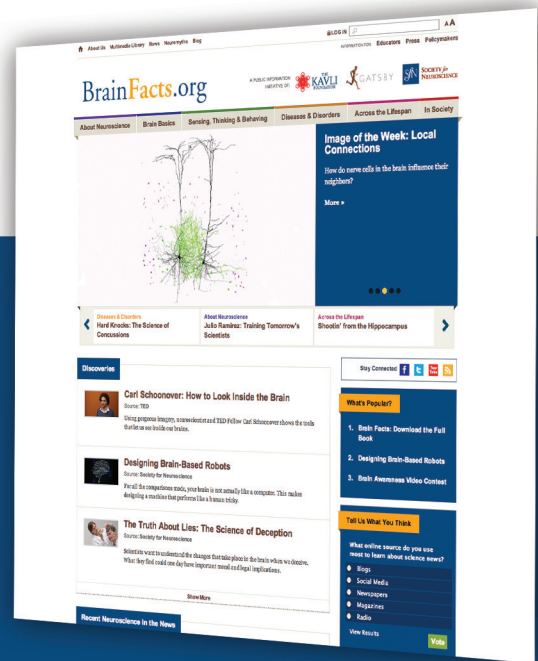 LOG IN
A A
About Us Multimedia Library News Neuromyths Blog
INFORMATION FOR: Educators Press Policymakers
BrainFacts.org
A PUBLIC INFORMATION
INITIATIVE OF:
THE
KAVLI
FOUNDATION
GATSBY
SfN
SOCIETY for
NEUROSCIENCE
About Neuroscience Brain Basics Sensing, Thinking & Behaving Diseases & Disorders Across the Lifespan In Society
Image of the Week: Local
Connections
How do nerve cells in the brain influence their
neighbors?
More »
Diseases & Disorders
Hard Knocks: The Science of
Concussions
About Neuroscience
Julio Ramirez: Training Tomorrow's
Scientists
Across the Lifespan
Shootin' from the Hippocampus
Discoveries
Carl Schoonover: How to Look Inside the Brain
Source: TED
Using gorgeous imagery, neuroscientist and TED Fellow Carl Schoonover shows the tools
that let us see inside our brains.
Designing Brain-Based Robots
Source: Society for Neuroscience
For all the comparisons made, your brain is not actually like a computer. This makes
designing a machine that performs like a human tricky.
The Truth About Lies: The Science of Deception
Source: Society for Neuroscience
Scientists want to understand the changes that take place in the brain when we deceive.
What they find could one day have important moral and legal implications.
Show More
Recent Neuroscience in the News
Stay Connected
You Tube
What's Popular?
1. Brain Facts: Download the Full
Book
2. Designing Brain-Based Robots
3. Brain Awareness Video Contest
Tell Us What You Think
What online source do you use
most to learn about science news?
Blogs
Social Media
Newspapers
Magazines
Radio
View Results
Vote